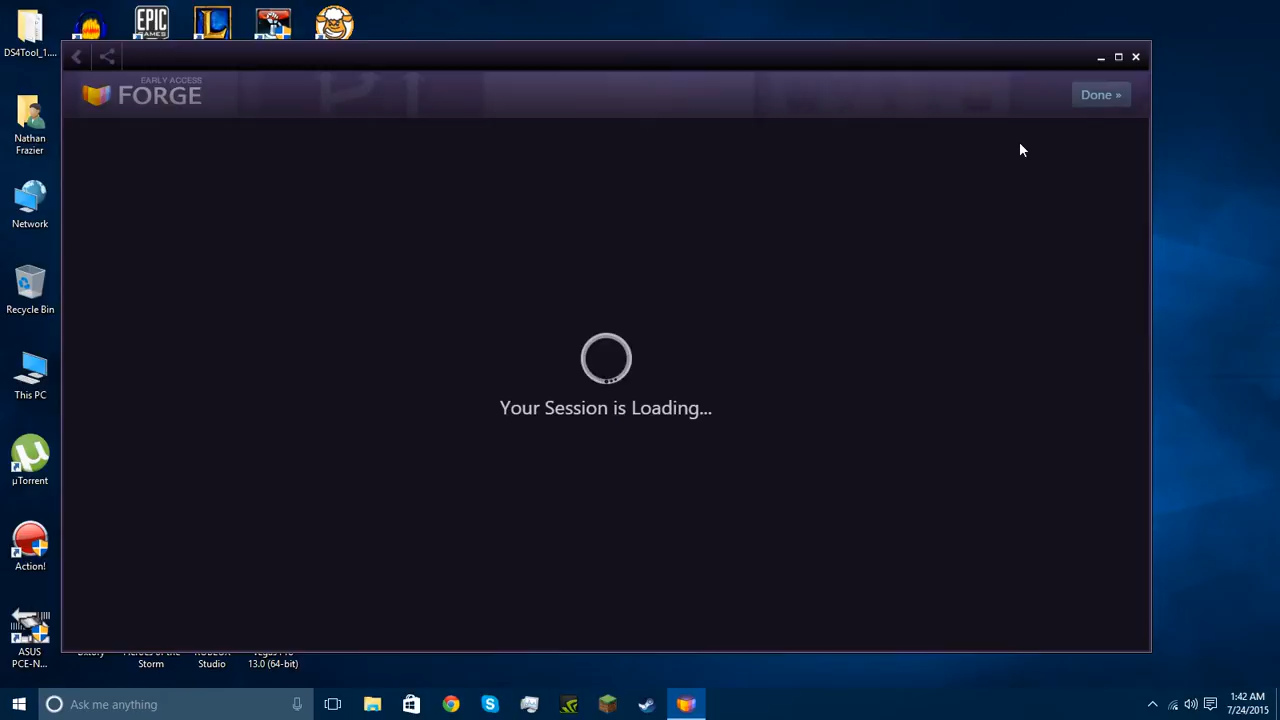 DS4Tool_1....
EPIC
GAMES
EARLY ACCESS
FORGE
Done »
Nathan
Frazier
Network
Recycle Bin
This PC
Your Session is Loading...
µTorrent
Action!
ASUS
PCE-N...
Heroes of the
Storm
ROBLOX
Studio
Vegas Pro
13.0 (64-bit)
Ask me anything
1:42 AM
7/24/2015